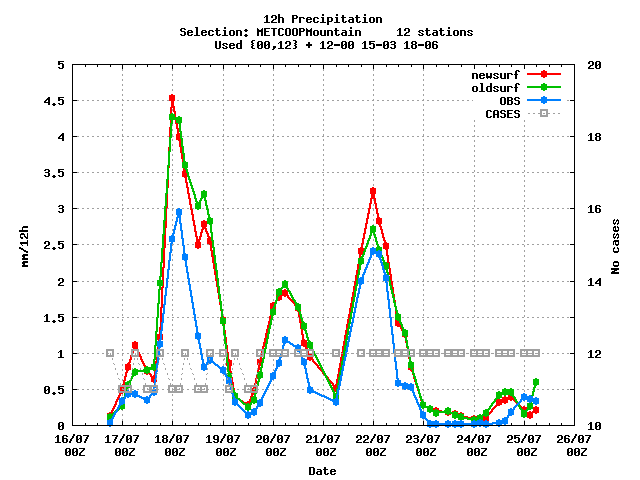 12h Precipitation
Selection: METCOOPMountain 12 stations
Used {00,12} + 12-00 15-03 18-06
5 20
newsurf
4,5 oldsurf
OBS
CASES
4 18
3,5
3 16
mm/12h
No cases
2,5
2 14
1,5
1 12
0,5
0 10
16/07 17/07 18/07 19/07 20/07 21/07 22/07 23/07 24/07 25/07 26/07
00Z 00Z 00Z 00Z 00Z 00Z 00Z 00Z 00Z 00Z 00Z
Date